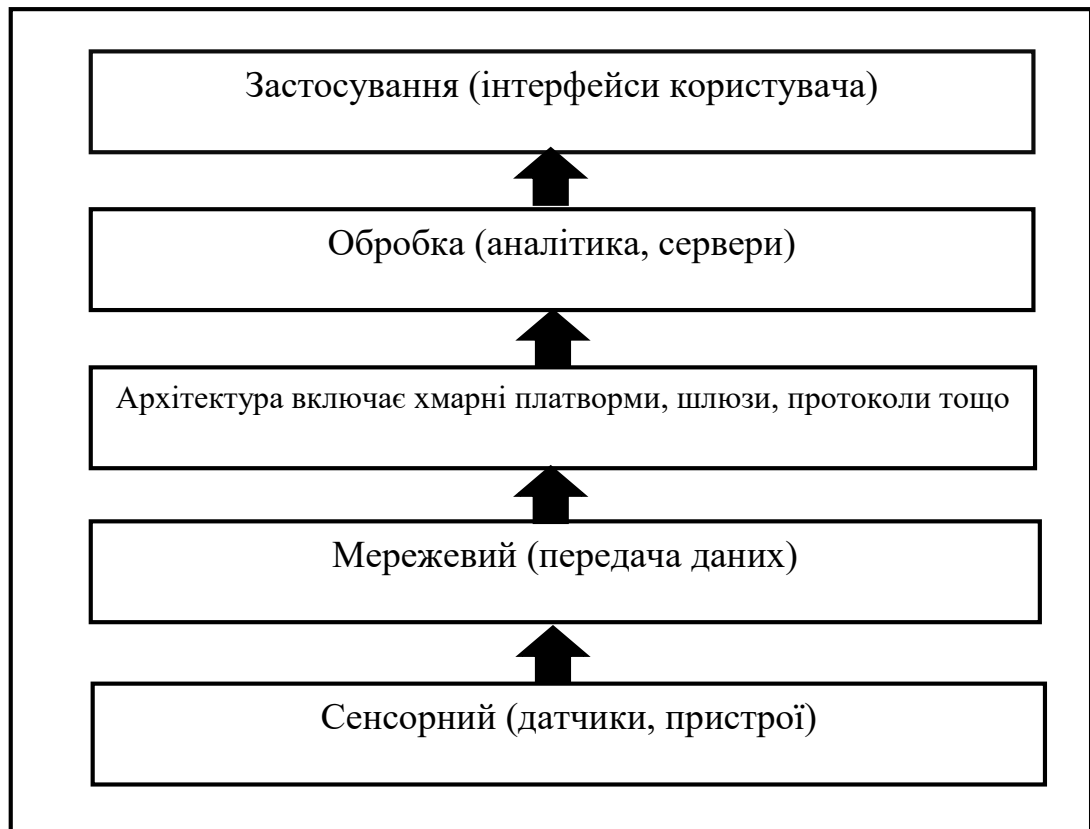 Застосування (інтерфейси користувача)
Обробка (аналітика, сервери)
Архітектура включає хмарні платворми, шлюзи, протоколи тощо
Мережевий (передача даних)
Сенсорний (датчики, пристрої)